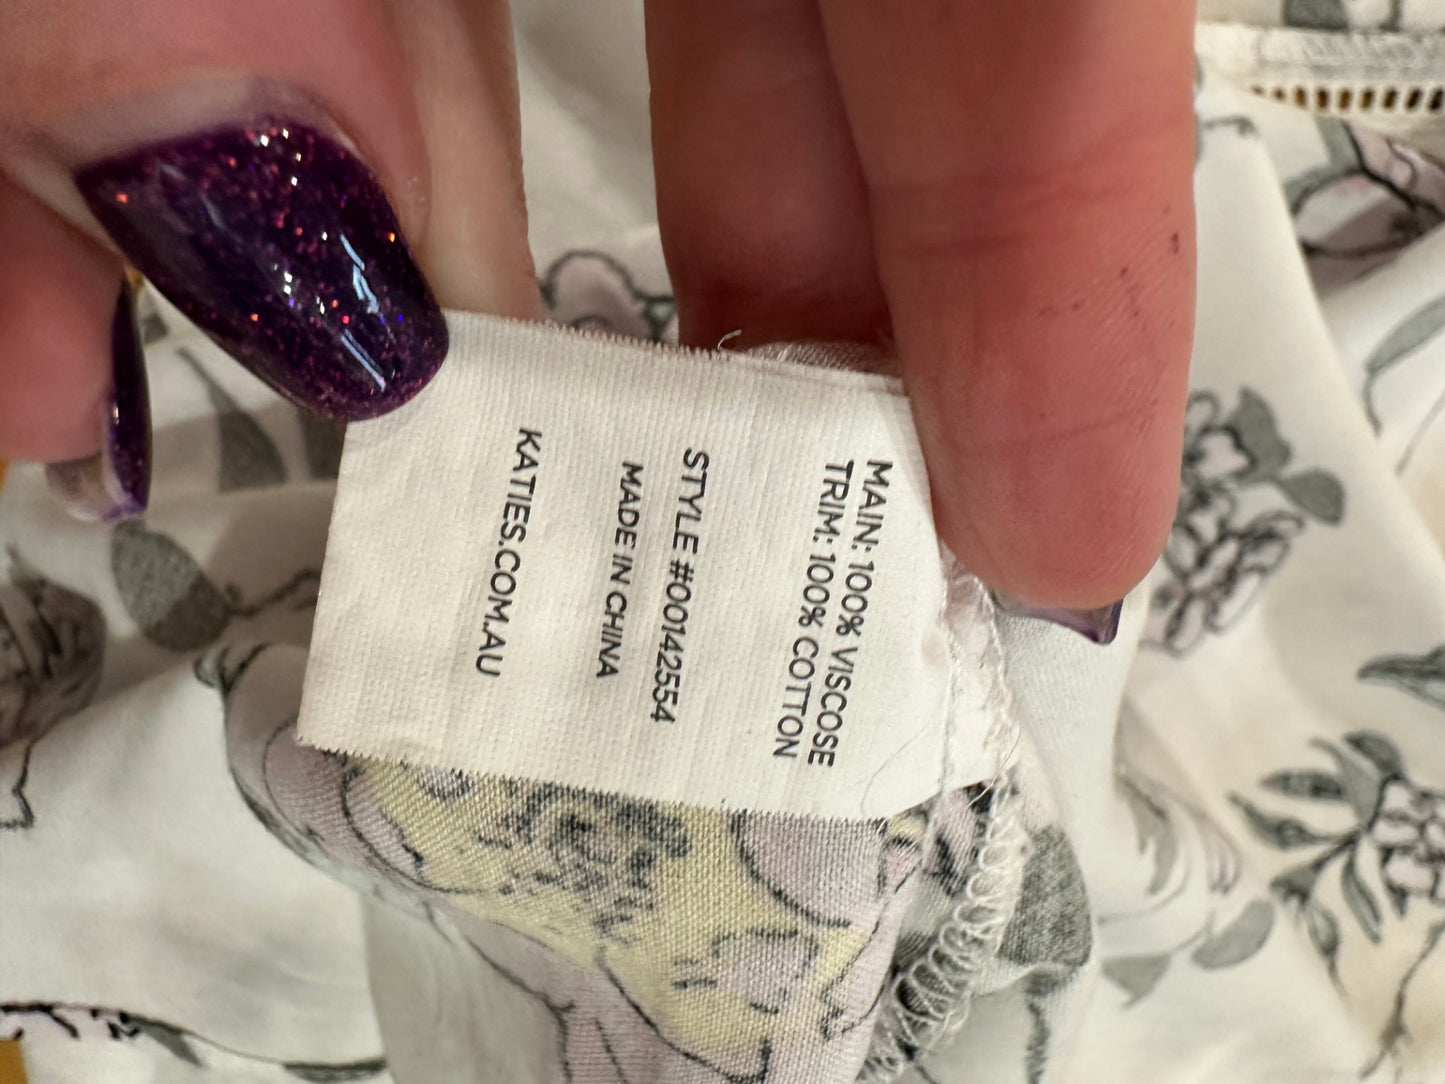 MAIN: 100% VISCOSE
TRIM: 100% COTTON
STYLE #00142554
MADE IN CHINA
KATIES.COM.AU